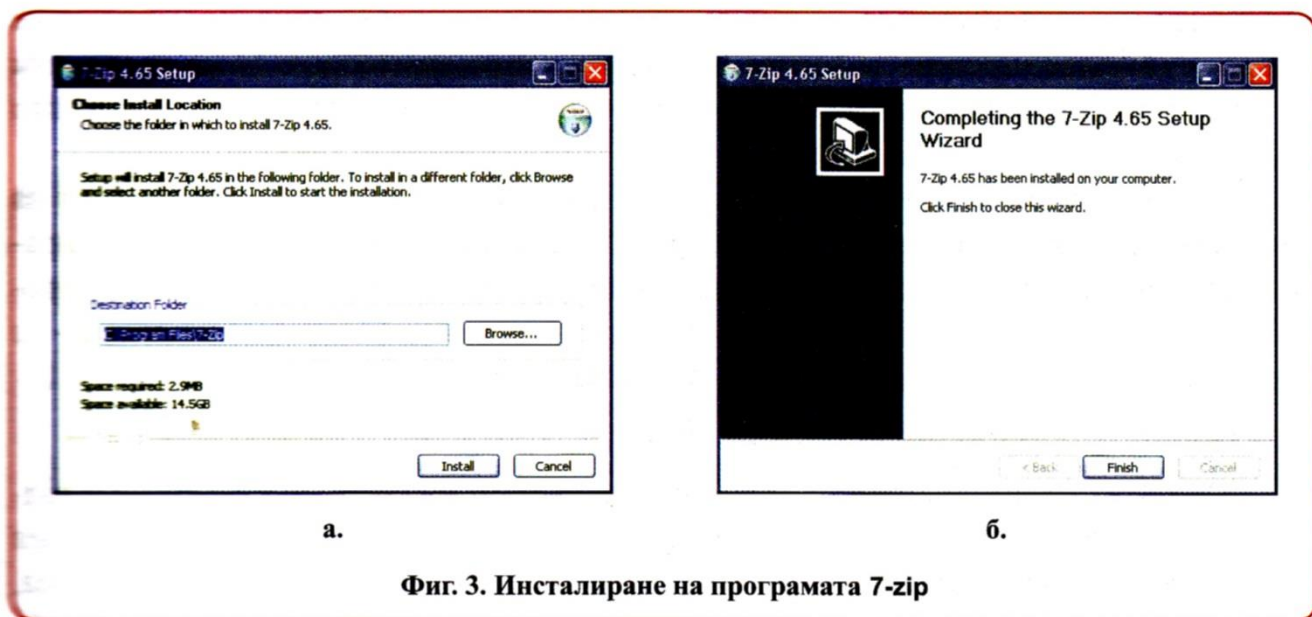 7-Zip 4.65 Setup
Choose Install Location
Choose the folder in which to install 7-Zip 4.65.
Setup will install 7-Zip 4.65 in the following folder. To install in a different folder, click Browse
and select another folder. Click Install to start the installation.
Destination Folder
C:\Program Files\7-Zip
Browse...
Space required: 2.9MB
Space available: 14.5GB
Install
Cancel
а.
7-Zip 4.65 Setup
Completing the 7-Zip 4.65 Setup
Wizard
7-Zip 4.65 has been installed on your computer.
Click Finish to close this wizard.
< Back
Finish
Cancel
б.
Фиг. 3. Инсталиране на програмата 7-zip